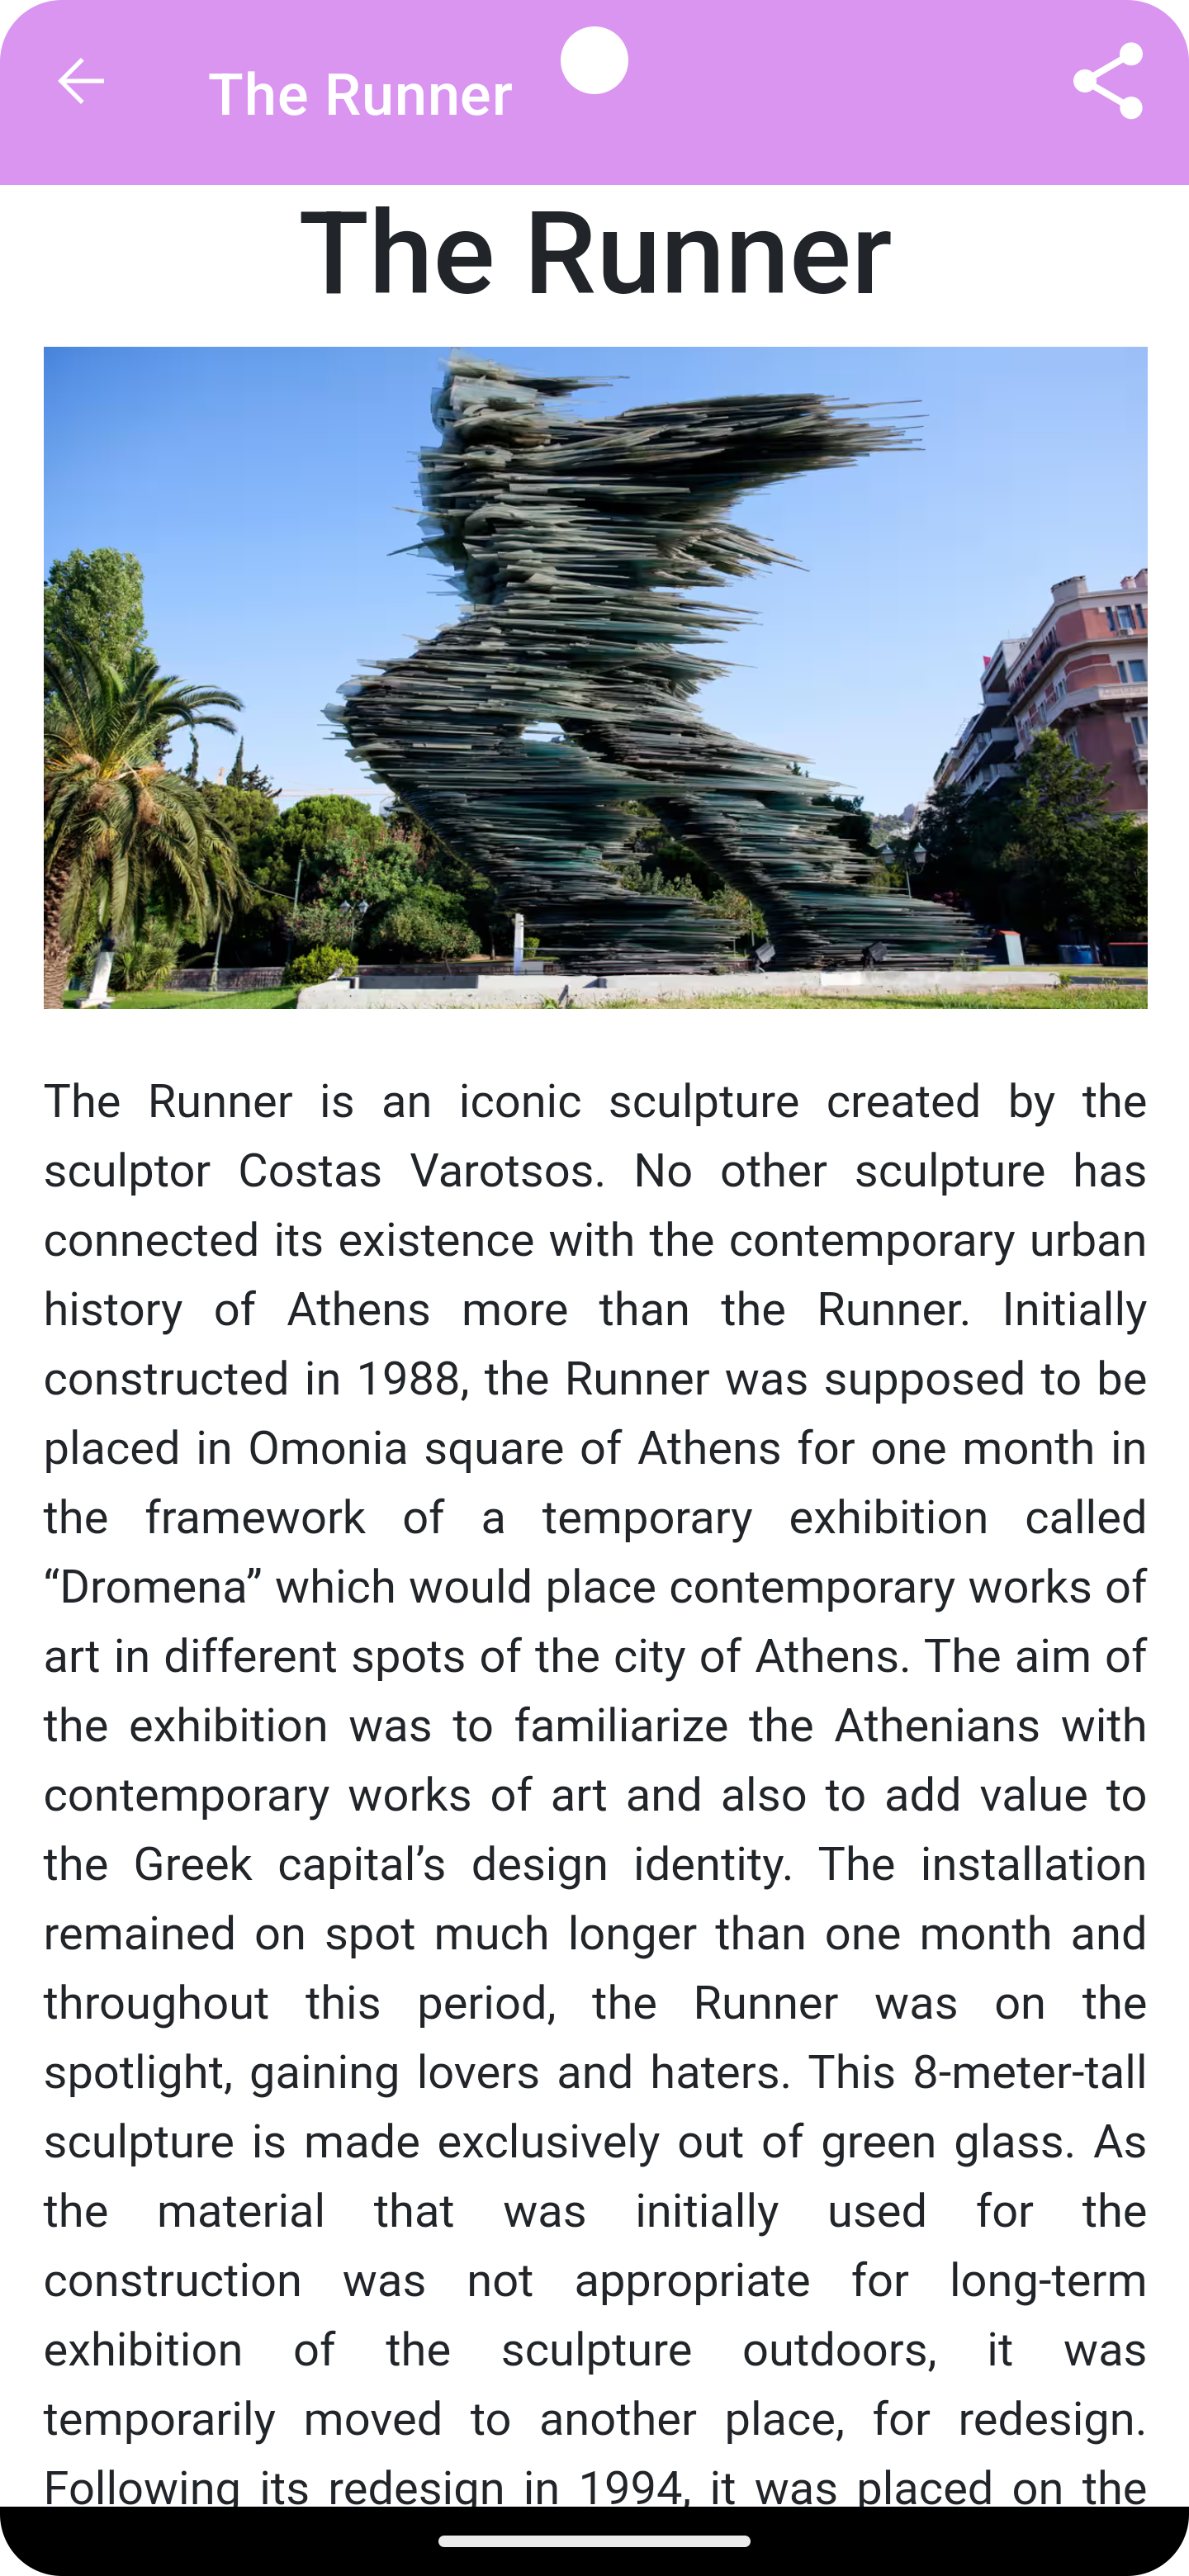 The Runner
The Runner
The Runner is an iconic sculpture created by the
sculptor Costas Varotsos. No other sculpture has
connected its existence with the contemporary urban
history of Athens more than the Runner. Initially
constructed in 1988, the Runner was supposed to be
placed in Omonia square of Athens for one month in
the framework of a temporary exhibition called
“Dromena” which would place contemporary works of
art in different spots of the city of Athens. The aim of
the exhibition was to familiarize the Athenians with
contemporary works of art and also to add value to
the Greek capital’s design identity. The installation
remained on spot much longer than one month and
throughout this period, the Runner was on the
spotlight, gaining lovers and haters. This 8-meter-tall
sculpture is made exclusively out of green glass. As
the material that was initially used for the
construction was not appropriate for long-term
exhibition of the sculpture outdoors, it was
temporarily moved to another place, for redesign.
Following its redesign in 1994, it was placed on the